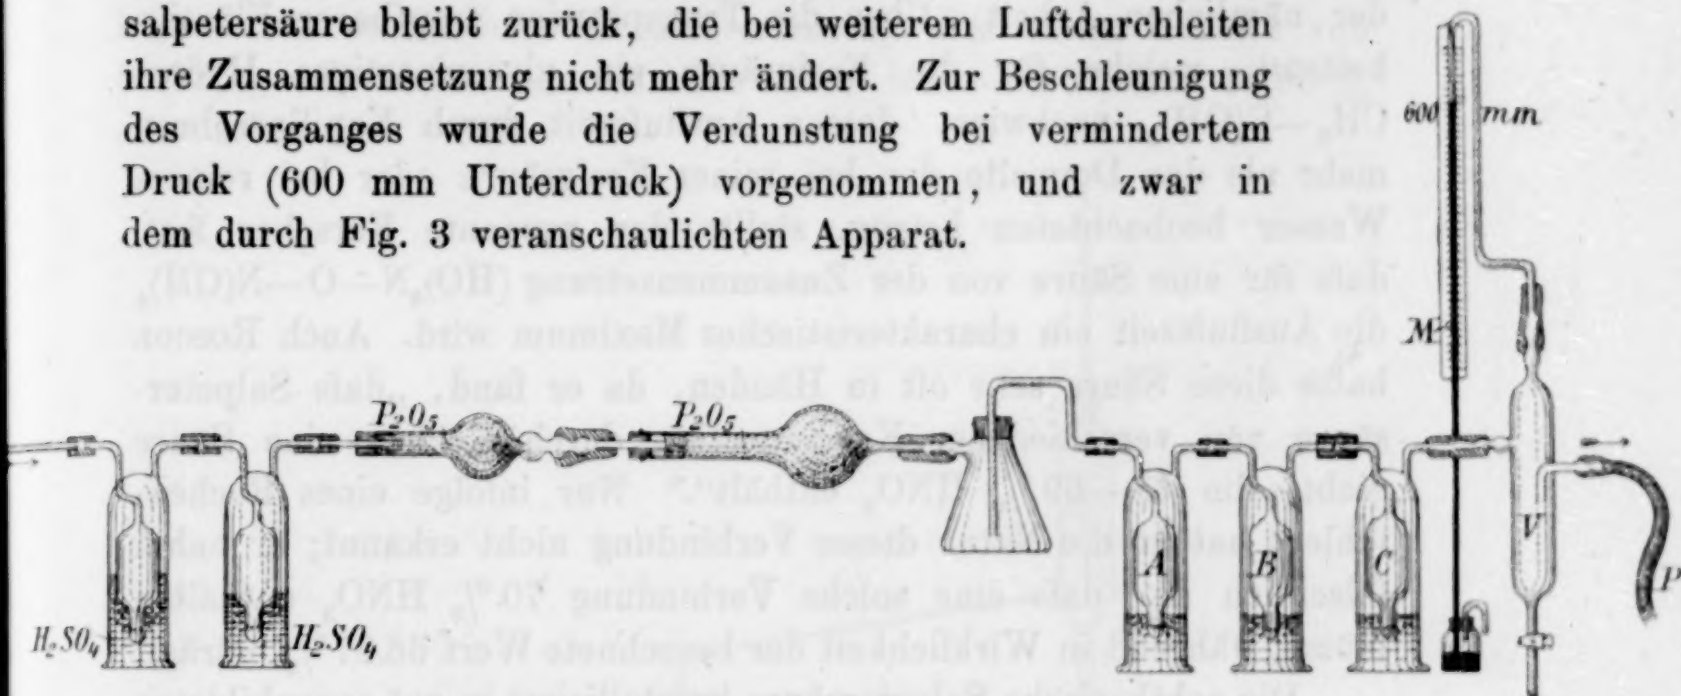 salpetersäure bleibt zurück, die bei weiterem Luftdurchleiten
ihre Zusammensetzung nicht mehr ändert. Zur Beschleunigung
des Vorganges wurde die Verdunstung bei vermindertem
Druck (600 mm Unterdruck) vorgenommen, und zwar in
dem durch Fig. 3 veranschaulichten Apparat.
600 mm
M
P₂O₅ P₂O₅
A B C V
P
H₂SO₄ H₂SO₄